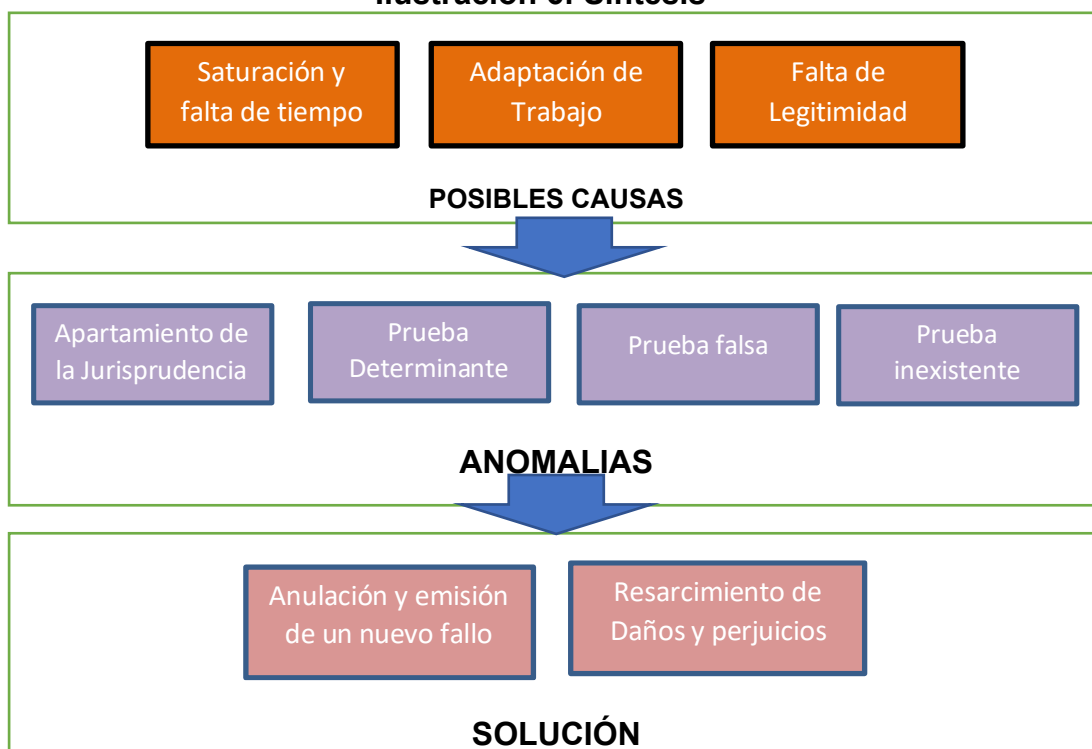 Saturación y
falta de tiempo
Adaptación de
Trabajo
Falta de
Legitimidad
POSIBLES CAUSAS
Apartamiento de
la Jurisprudencia
Prueba
Determinante
Prueba falsa
Prueba
inexistente
ANOMALIAS
Anulación y emisión
de un nuevo fallo
Resarcimiento de
Daños y perjuicios
SOLUCIÓN